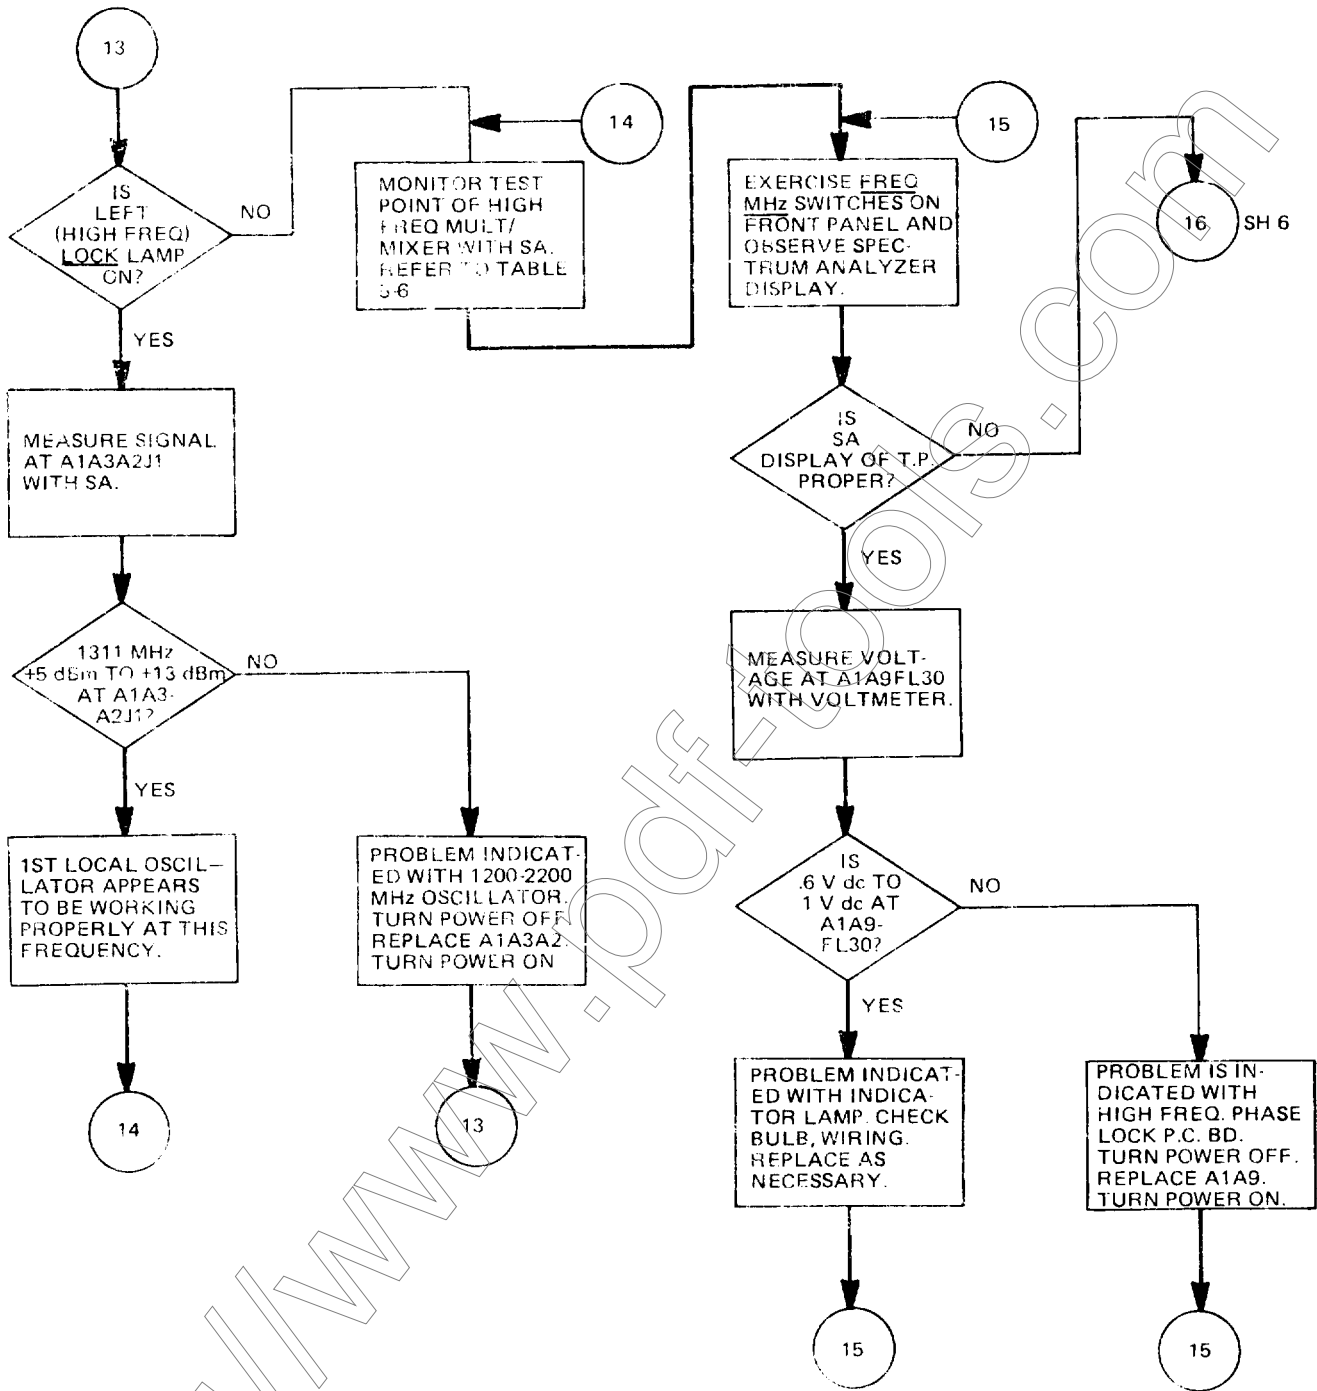 13
IS
LEFT
(HIGH FREQ)
LOCK LAMP
ON?
NO
YES
MEASURE SIGNAL
AT A1A3A2J1
WITH SA.
1311 MHz
+5 dBm TO +13 dBm
AT A1A3-
A2J1?
NO
YES
1ST LOCAL OSCIL—
LATOR APPEARS
TO BE WORKING
PROPERLY AT THIS
FREQUENCY.
14
14
MONITOR TEST
POINT OF HIGH
FREQ MULT/
MIXER WITH SA.
REFER TO TABLE
5-6
PROBLEM INDICAT-
ED WITH 1200-2200
MHz OSCILLATOR.
TURN POWER OFF.
REPLACE A1A3A2.
TURN POWER ON
13
15
EXERCISE FREQ
MHz SWITCHES ON
FRONT PANEL AND
OBSERVE SPEC-
TRUM ANALYZER
DISPLAY.
IS
SA
DISPLAY OF T.P.
PROPER?
NO
16
SH 6
YES
MEASURE VOLT-
AGE AT A1A9FL30
WITH VOLTMETER.
IS
.6 V dc TO
1 V dc AT
A1A9-
FL30?
NO
YES
PROBLEM INDICAT-
ED WITH INDICA-
TOR LAMP. CHECK
BULB, WIRING.
REPLACE AS
NECESSARY.
15
PROBLEM IS IN-
DICATED WITH
HIGH FREQ. PHASE
LOCK P.C. BD.
TURN POWER OFF.
REPLACE A1A9.
TURN POWER ON.
15
//www.pdf-tools.com